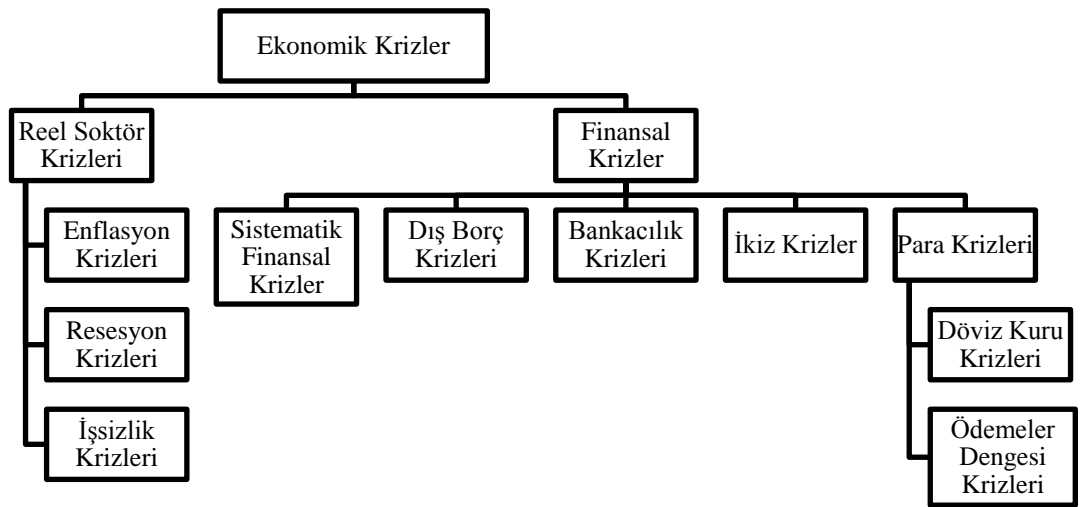 Ekonomik Krizler
Reel Soktör
Krizleri
Finansal
Krizler
Enflasyon
Krizleri
Resesyon
Krizleri
İşsizlik
Krizleri
Sistematik
Finansal
Krizler
Dış Borç
Krizleri
Bankacılık
Krizleri
İkiz Krizler
Para Krizleri
Döviz Kuru
Krizleri
Ödemeler
Dengesi
Krizleri